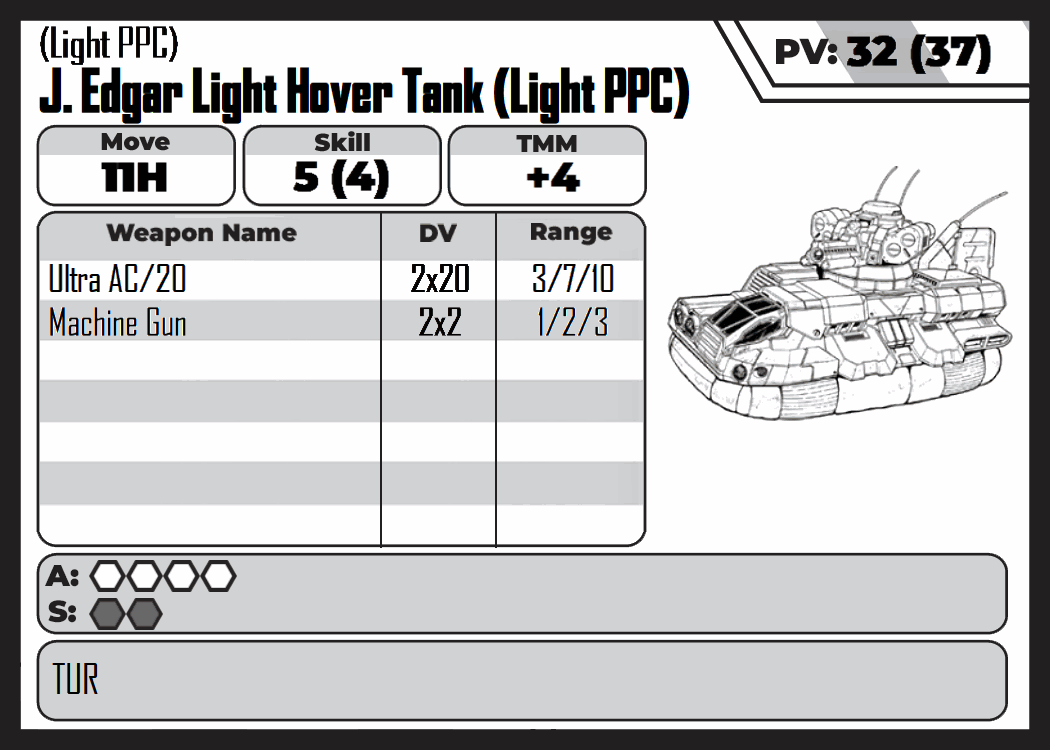 (Light PPC)
PV: 32 (37)
J. Edgar Light Hover Tank (Light PPC)
Move Skill TMM
11H 5 (4) +4
Weapon Name DV Range
Ultra AC/20 2x20 3/7/10
Machine Gun 2x2 1/2/3
A:
S:
TUR